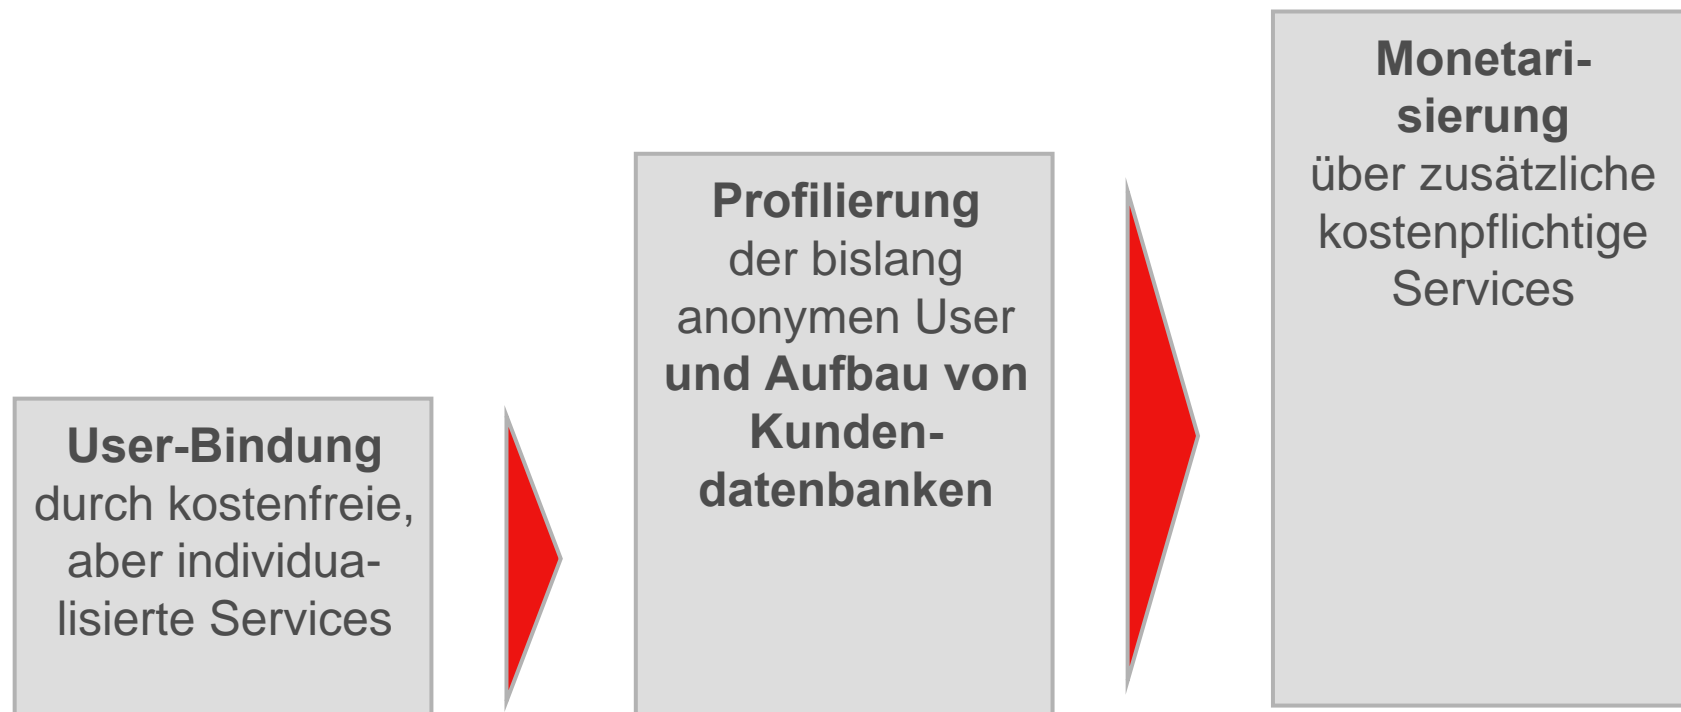 User-Bindung
durch kostenfreie,
aber individua-
lisierte Services
Profilierung
der bislang
anonymen User
und Aufbau von
Kunden-
datenbanken
Monetari-
sierung
über zusätzliche
kostenpflichtige
Services